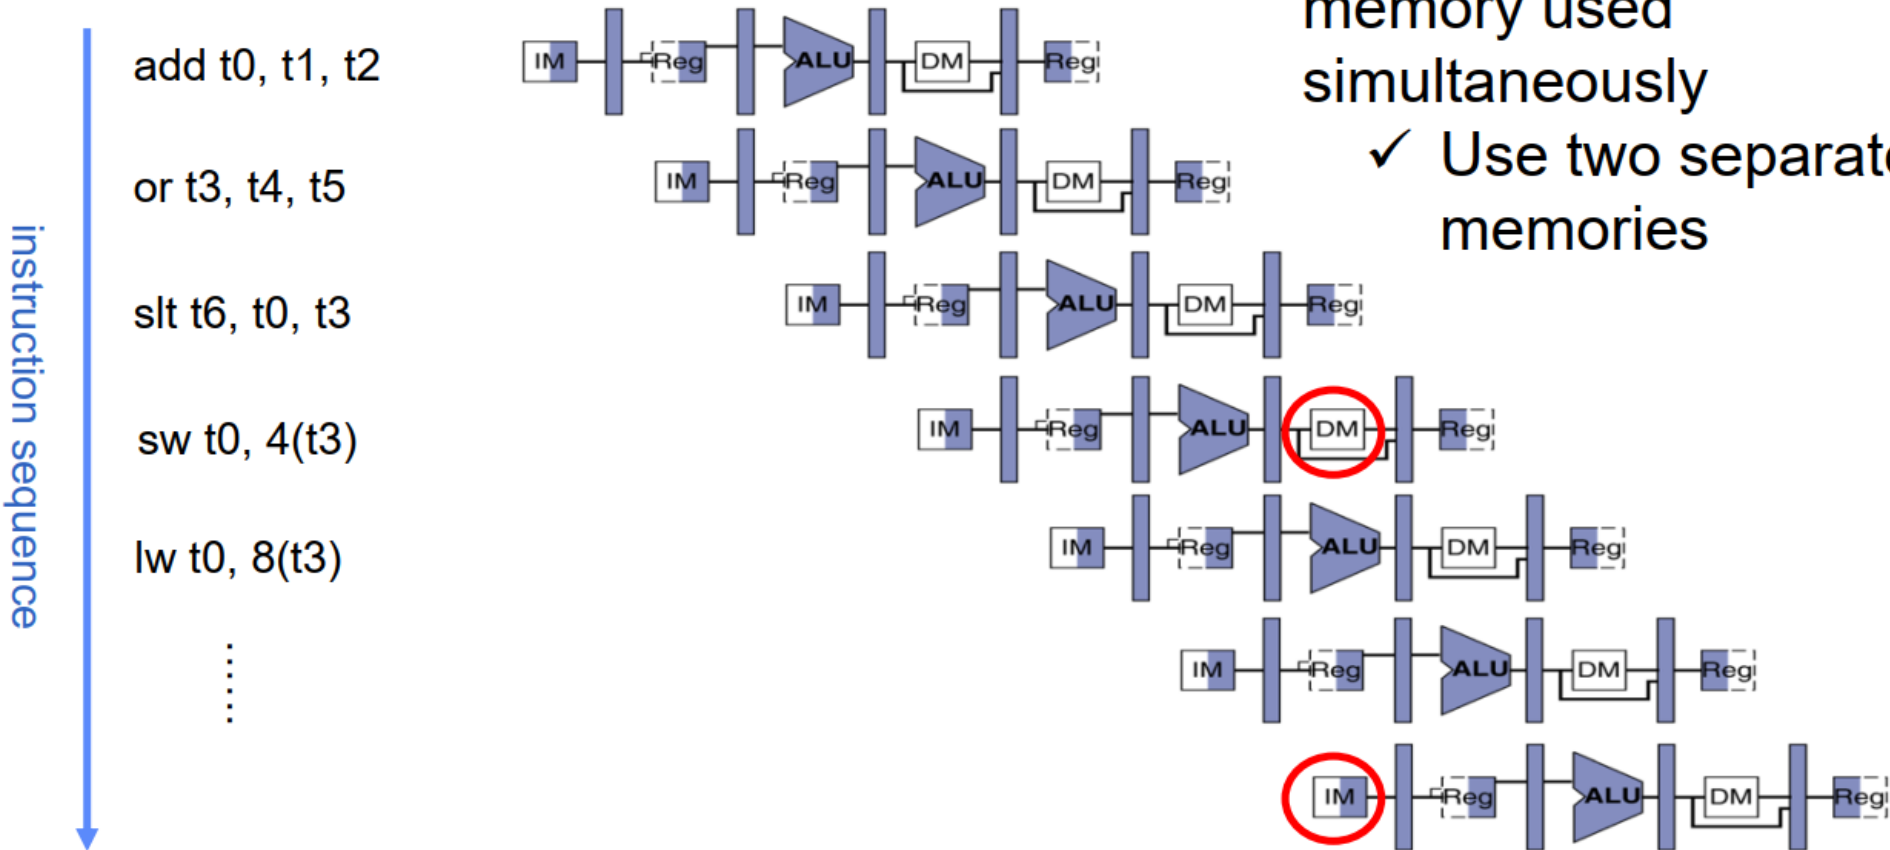 memory used
simultaneously
✓ Use two separate
memories
instruction sequence
add t0, t1, t2
IM Reg ALU DM Reg
or t3, t4, t5
IM Reg ALU DM Reg
slt t6, t0, t3
IM Reg ALU DM Reg
sw t0, 4(t3)
IM Reg ALU DM Reg
lw t0, 8(t3)
IM Reg ALU DM Reg
......
IM Reg ALU DM Reg
IM Reg ALU DM Reg